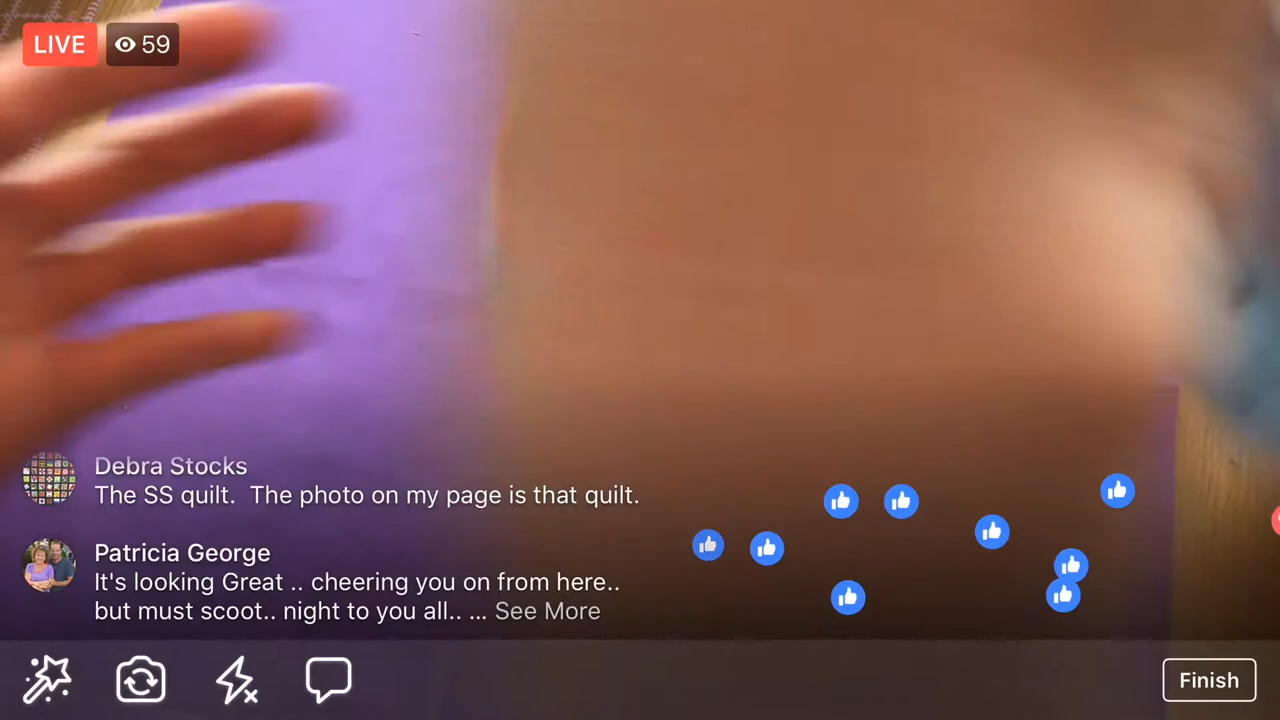 LIVE 59
Debra Stocks
The SS quilt. The photo on my page is that quilt.
Patricia George
It's looking Great .. cheering you on from here..
but must scoot.. night to you all.. ... See More
Finish